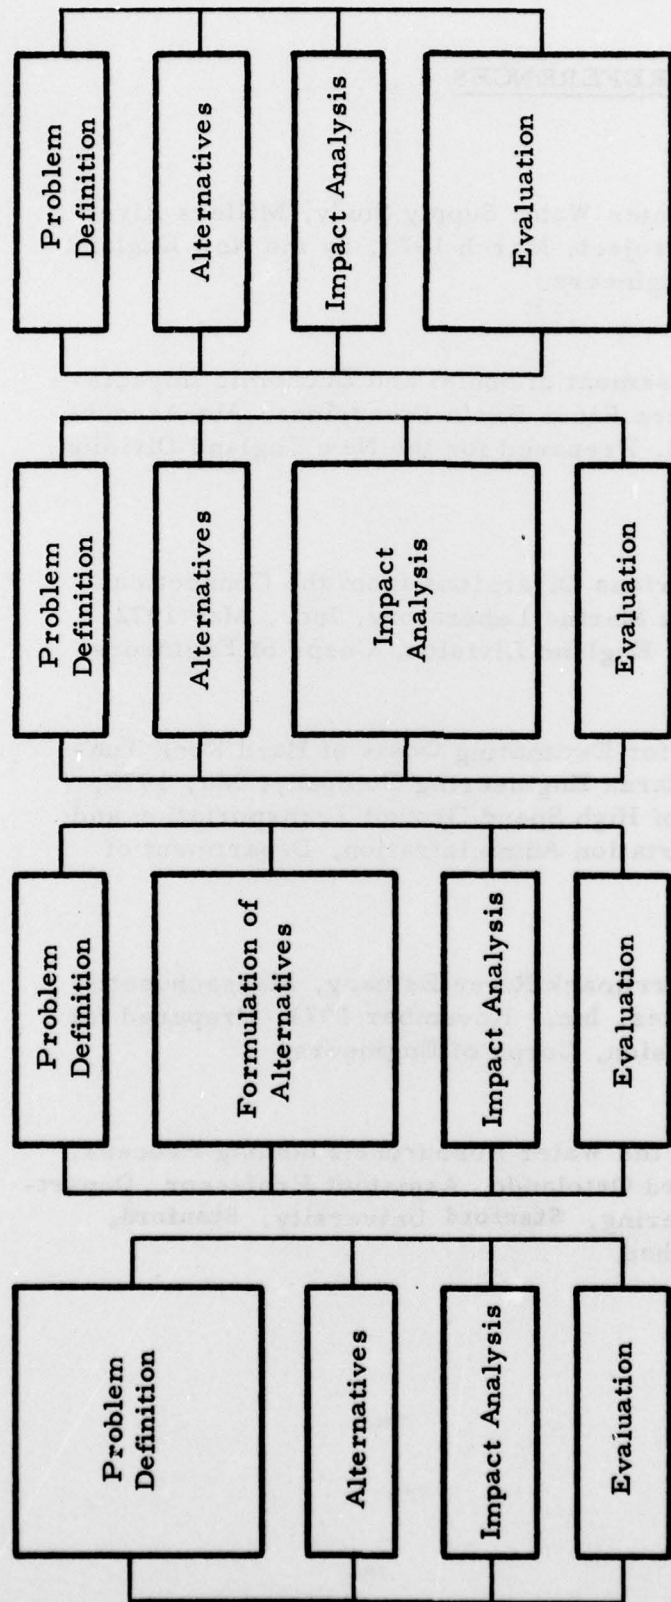 Problem
Definition
Alternatives
Impact Analysis
Evaluation
Problem
Definition
Formulation of
Alternatives
Impact Analysis
Evaluation
Problem
Definition
Alternatives
Impact
Analysis
Evaluation
Problem
Definition
Alternatives
Impact Analysis
Evaluation